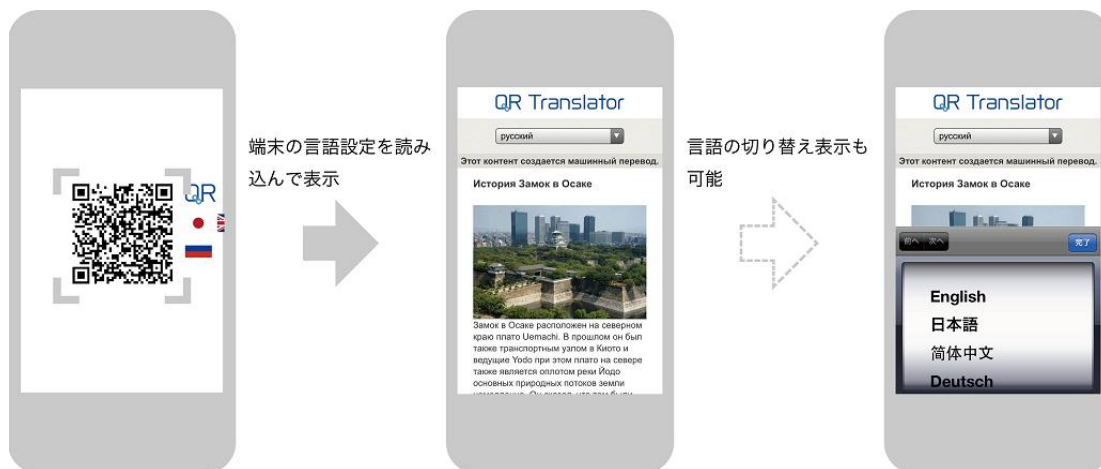 QR
端末の言語設定を読み
込んで表示
QR Translator
русский
Этот контент создается машинный перевод.
История Замок в Осаке
Замок в Осаке расположен на северном
краю плато Uemachi. В прошлом он был
также транспортным узлом в Киото и
ведущие Yodo при этом плато на севере
также является оплотом реки Йодо
основных природных потоков земли
言語の切り替え表示も
可能
QR Translator
русский
Этот контент создается машинный перевод.
История Замок в Осаке
前へ 次へ 完了
English
日本語
简体中文
Deutsch